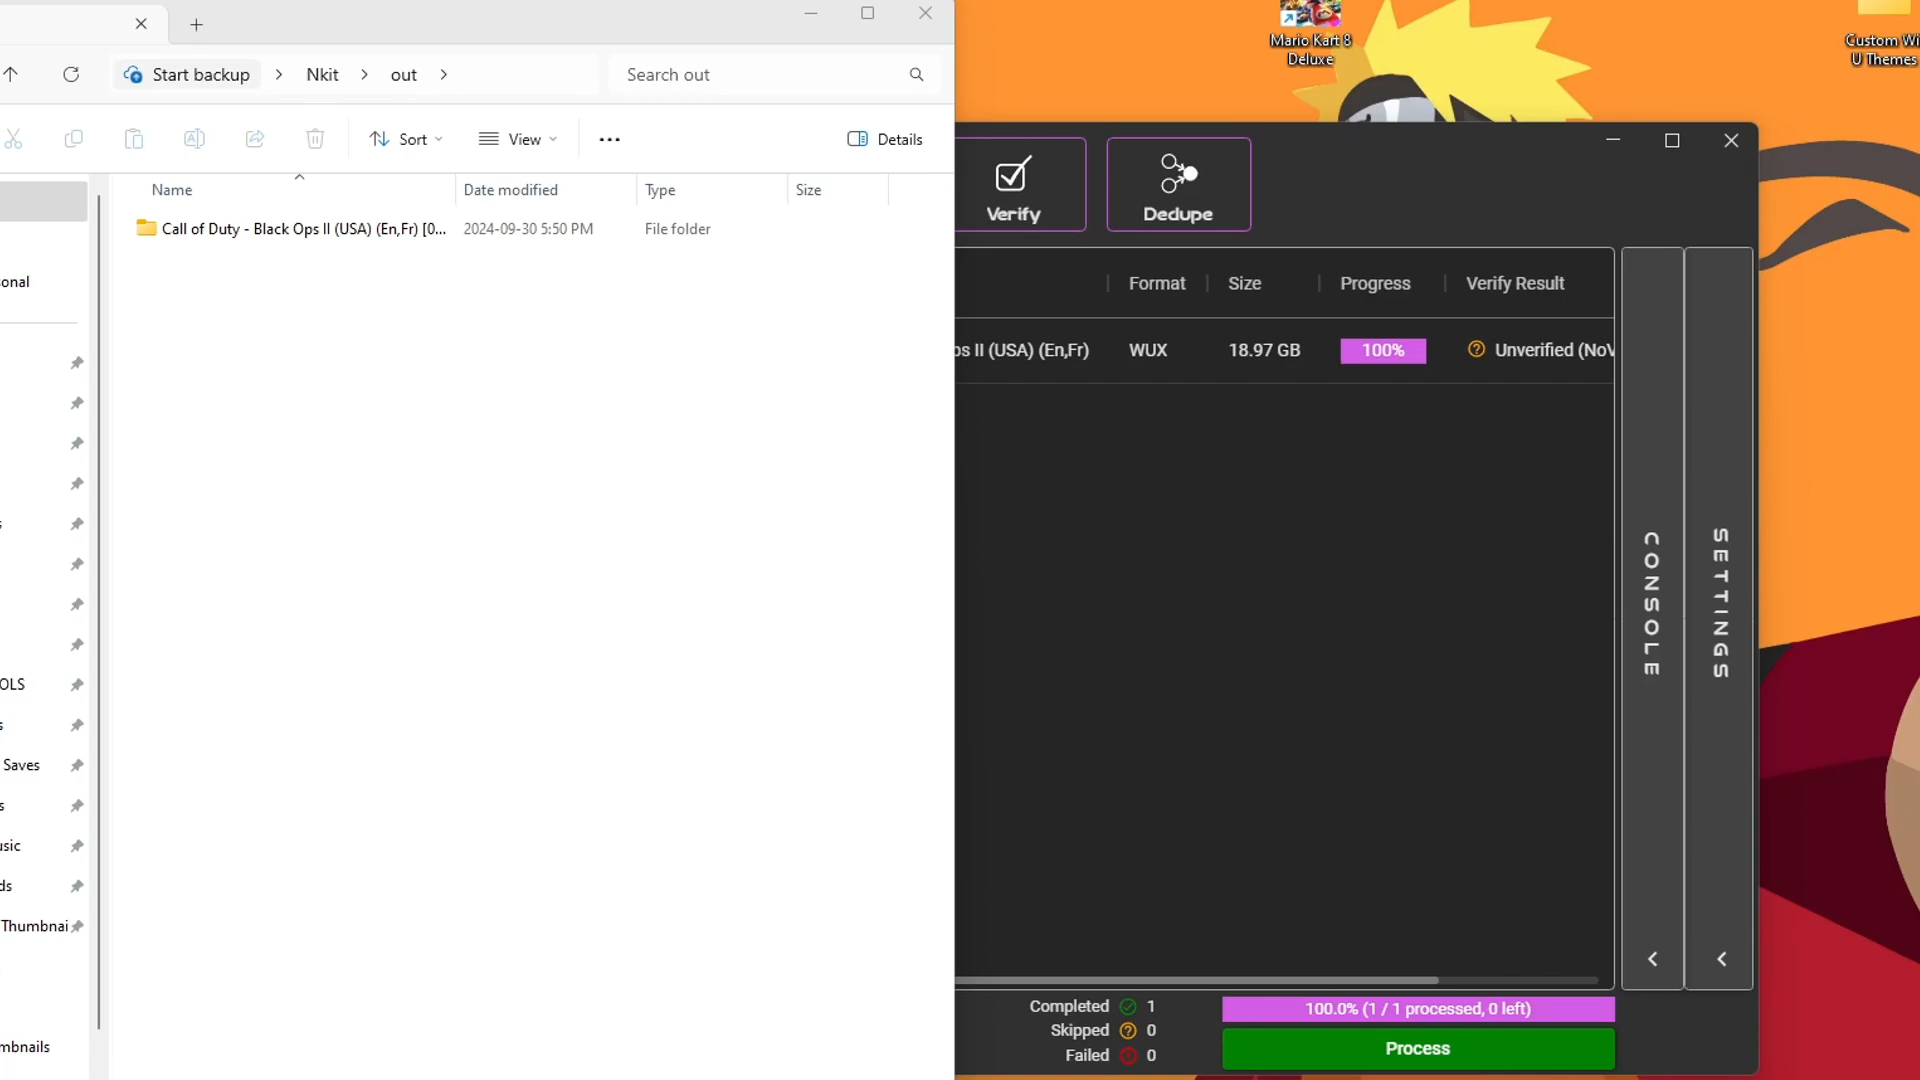 Start backup > Nkit > out >
Search out
Sort
View
Details
Name
Date modified
Type
Size
Call of Duty - Black Ops II (USA) (En,Fr) [0...
2024-09-30 5:50 PM
File folder
onal
OLS
s
Saves
s
usic
ds
Thumbnai
mbnails
Mario Kart 8
Deluxe
Custom Wi
U Themes
Verify
Dedupe
Format
Size
Progress
Verify Result
ps II (USA) (En,Fr)
WUX
18.97 GB
100%
Unverified (NoV
CONSOLE
SETTINGS
Completed 1
Skipped 0
Failed 0
100.0% (1 / 1 processed, 0 left)
Process